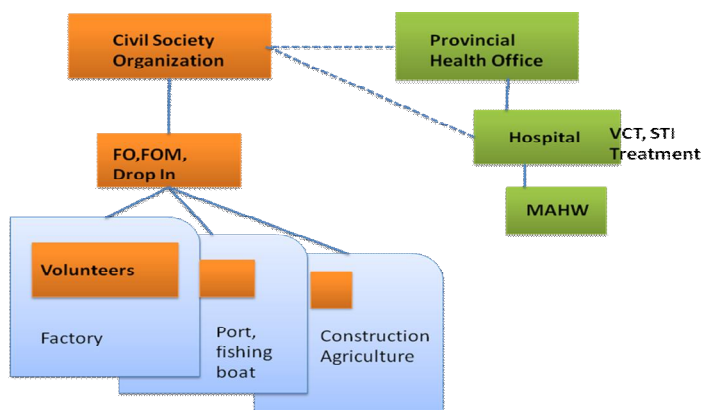 Civil Society
Organization
Provincial
Health Office
Hospital
VCT, STI
Treatment
FO,FOM,
Drop In
MAHW
Volunteers
Factory
Port,
fishing
boat
Construction
Agriculture